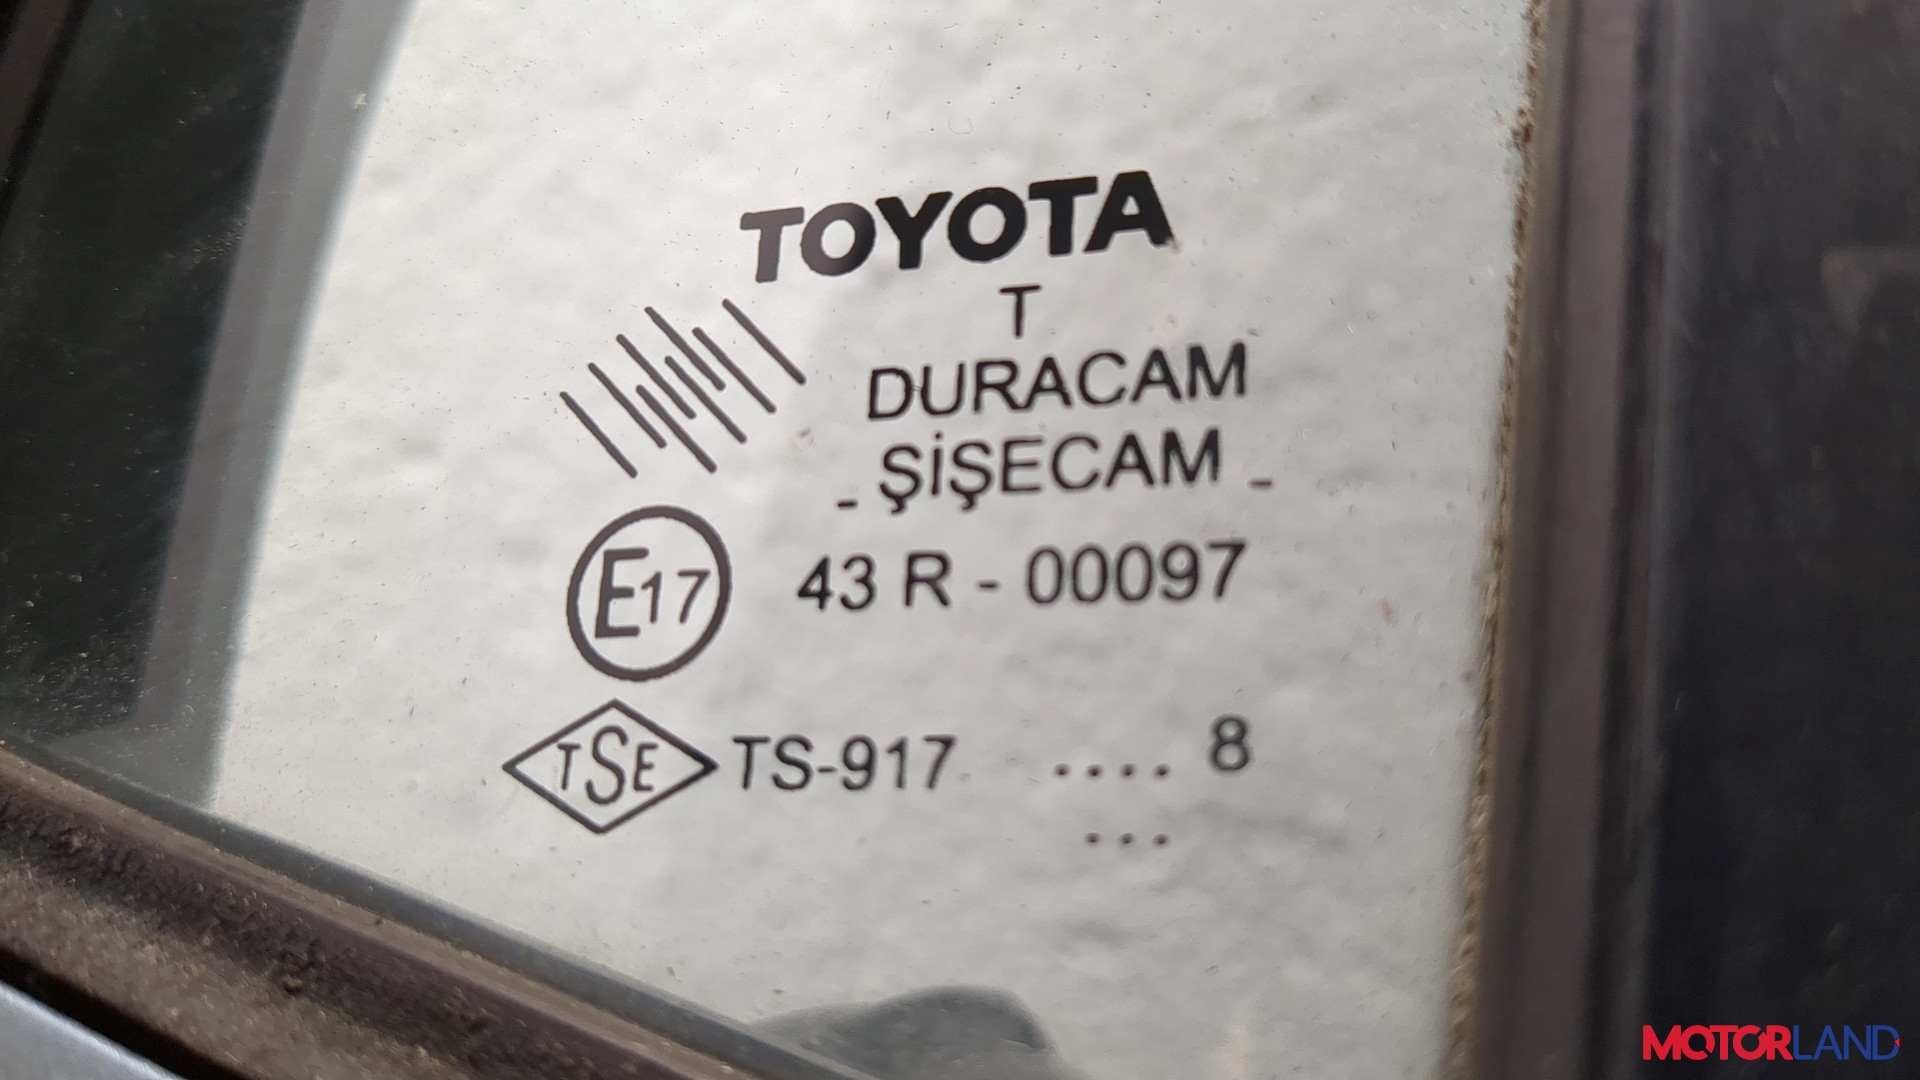 TOYOTA
T
DURACAM
- ŞİŞECAM -
E17 43 R - 00097
TSE TS-917 .... 8
...
MOTORLAND